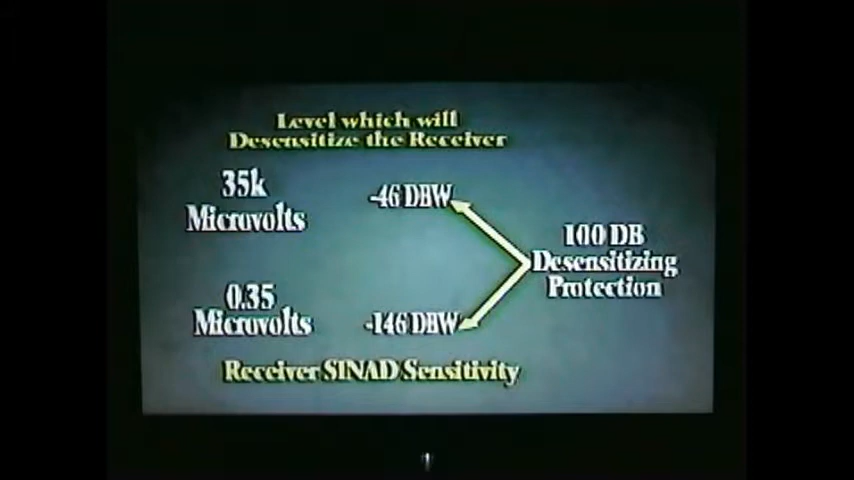 Level which will
Desensitize the Receiver
35k
Microvolts
-46 DBW
100 DB
Desensitizing
Protection
0.35
Microvolts
-146 DBW
Receiver SINAD Sensitivity